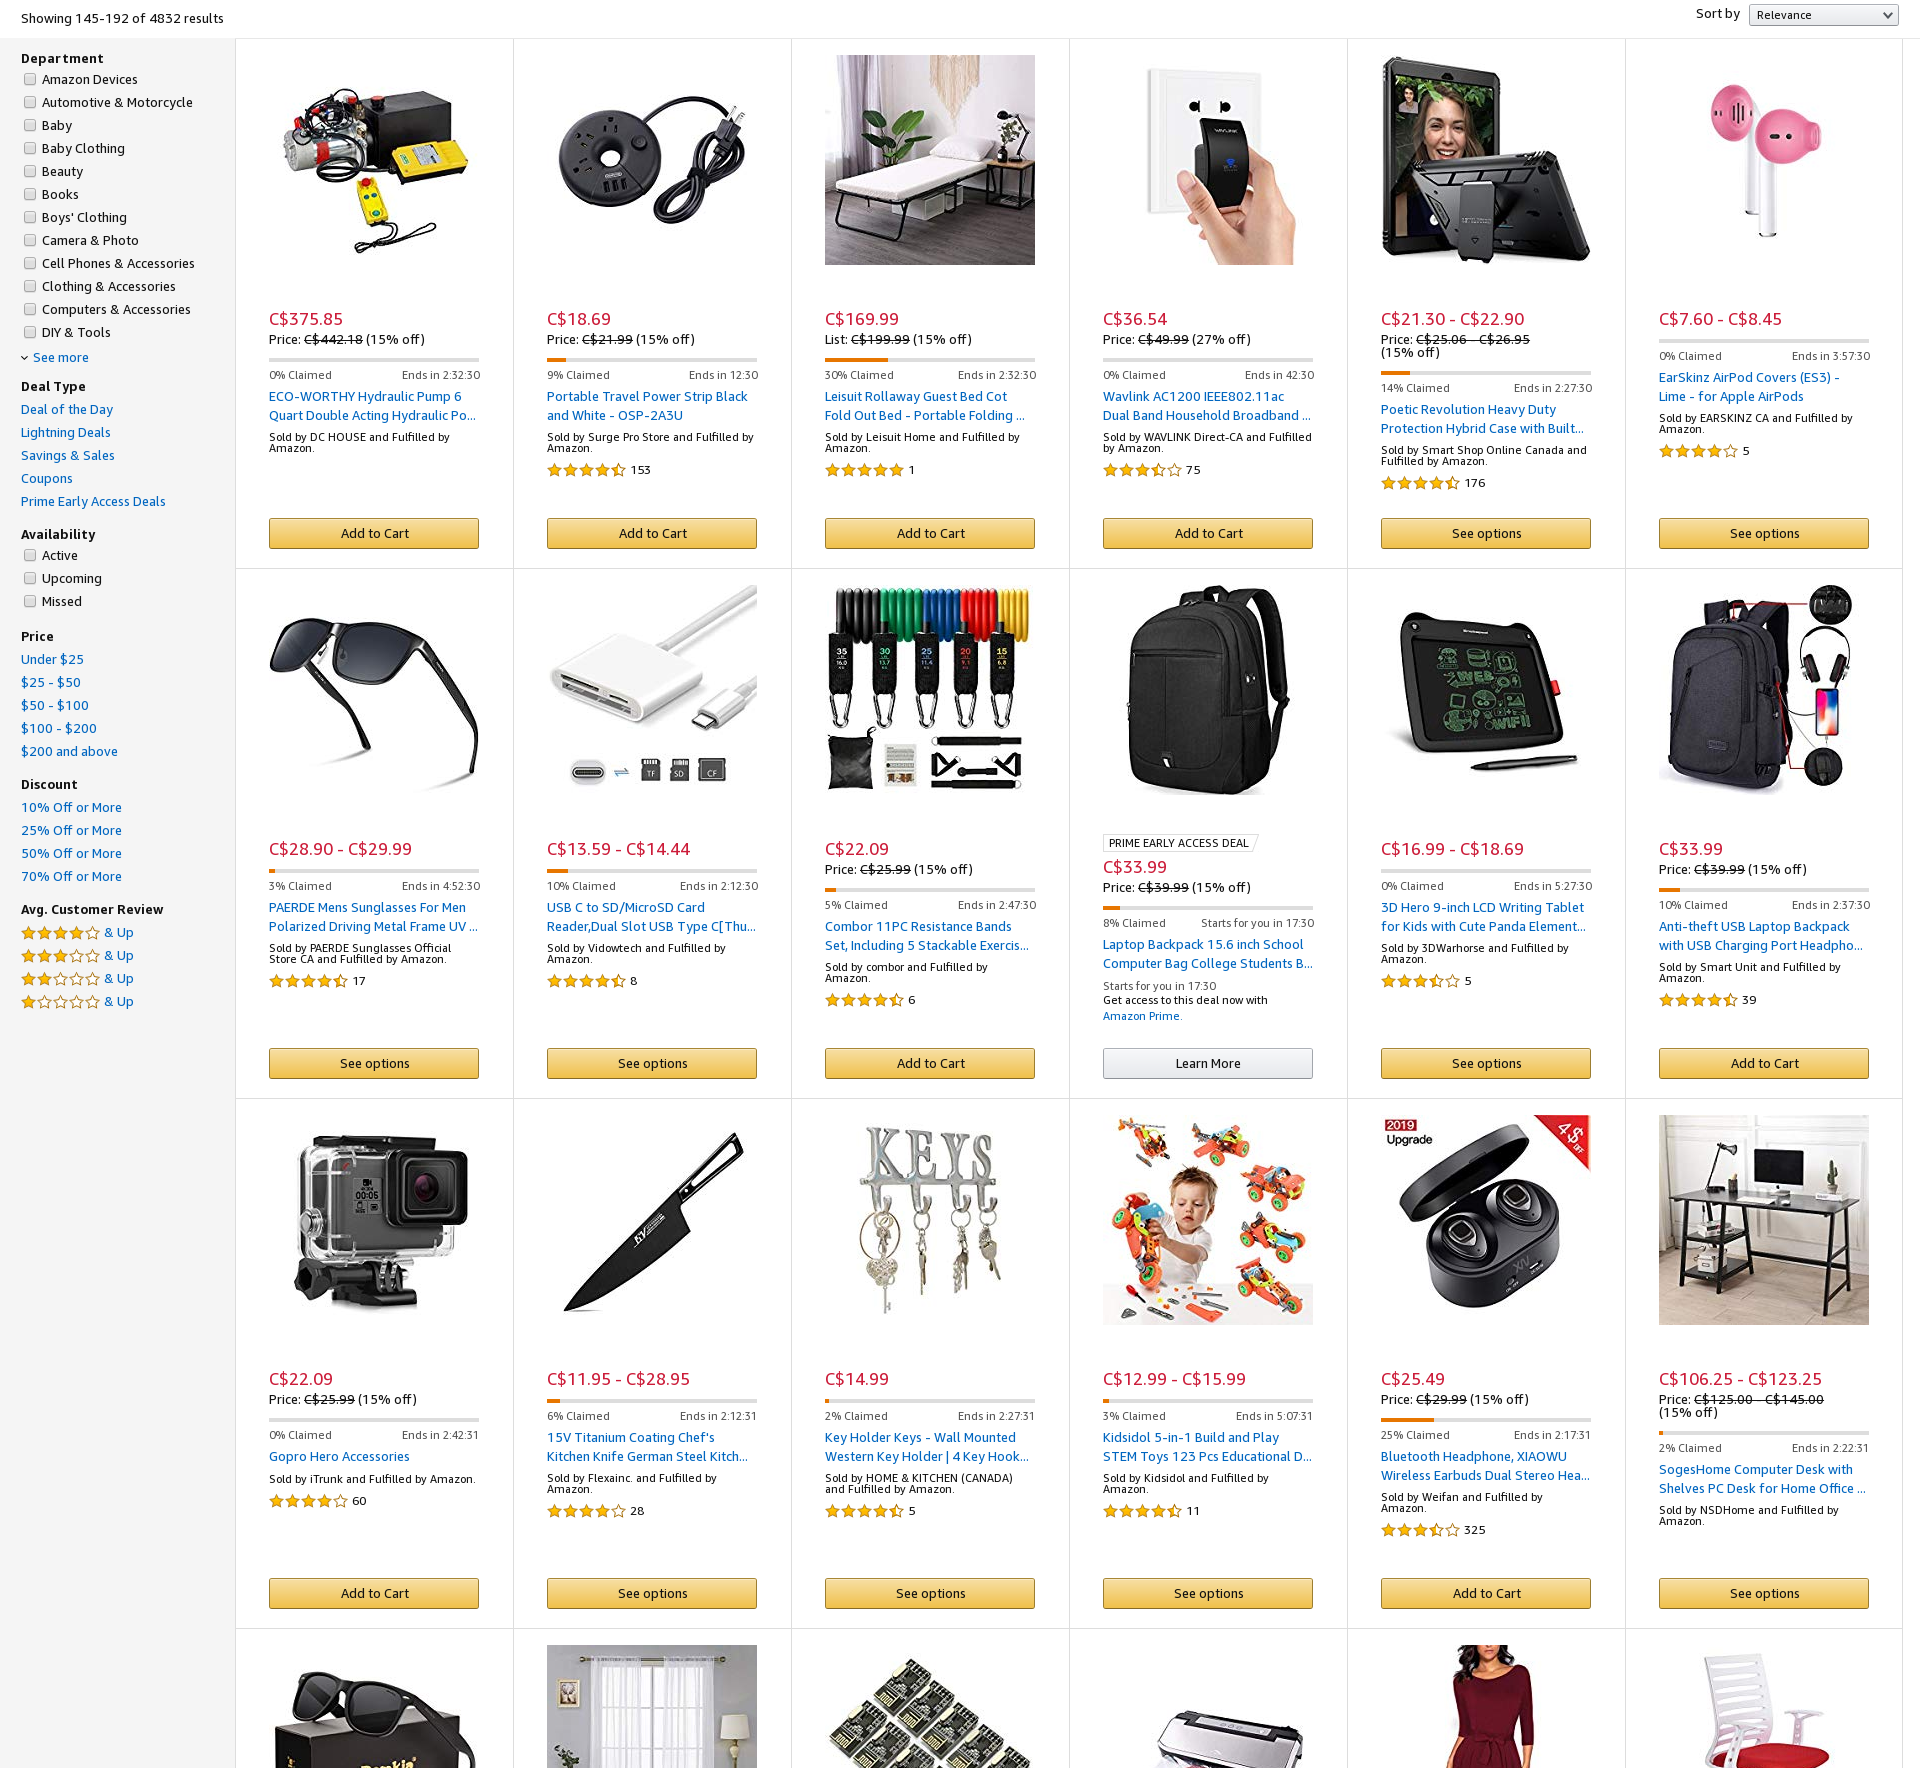 Showing 145-192 of 4832 results
Sort by
Relevance
Department
Amazon Devices
Automotive & Motorcycle
Baby
Baby Clothing
Beauty
Books
Boys' Clothing
Camera & Photo
Cell Phones & Accessories
Clothing & Accessories
Computers & Accessories
DIY & Tools
See more
Deal Type
Deal of the Day
Lightning Deals
Savings & Sales
Coupons
Prime Early Access Deals
Availability
Active
Upcoming
Missed
Price
Under $25
$25 - $50
$50 - $100
$100 - $200
$200 and above
Discount
10% Off or More
25% Off or More
50% Off or More
70% Off or More
Avg. Customer Review
& Up
& Up
& Up
& Up
C$375.85
Price: C$442.18 (15% off)
0% Claimed Ends in 2:32:30
ECO-WORTHY Hydraulic Pump 6
Quart Double Acting Hydraulic Po...
Sold by DC HOUSE and Fulfilled by
Amazon.
Add to Cart
C$18.69
Price: C$21.99 (15% off)
9% Claimed Ends in 12:30
Portable Travel Power Strip Black
and White - OSP-2A3U
Sold by Surge Pro Store and Fulfilled by
Amazon.
153
Add to Cart
C$169.99
List: C$199.99 (15% off)
30% Claimed Ends in 2:32:30
Leisuit Rollaway Guest Bed Cot
Fold Out Bed - Portable Folding ...
Sold by Leisuit Home and Fulfilled by
Amazon.
1
Add to Cart
WAVLINK
C$36.54
Price: C$49.99 (27% off)
0% Claimed Ends in 42:30
Wavlink AC1200 IEEE802.11ac
Dual Band Household Broadband ...
Sold by WAVLINK Direct-CA and Fulfilled
by Amazon.
75
Add to Cart
C$21.30 - C$22.90
Price: C$25.06 - C$26.95
(15% off)
14% Claimed Ends in 2:27:30
Poetic Revolution Heavy Duty
Protection Hybrid Case with Built...
Sold by Smart Shop Online Canada and
Fulfilled by Amazon.
176
See options
C$7.60 - C$8.45
0% Claimed Ends in 3:57:30
EarSkinz AirPod Covers (ES3) -
Lime - for Apple AirPods
Sold by EARSKINZ CA and Fulfilled by
Amazon.
5
See options
C$28.90 - C$29.99
3% Claimed Ends in 4:52:30
PAERDE Mens Sunglasses For Men
Polarized Driving Metal Frame UV ...
Sold by PAERDE Sunglasses Official
Store CA and Fulfilled by Amazon.
17
See options
TF SD CF
C$13.59 - C$14.44
10% Claimed Ends in 2:12:30
USB C to SD/MicroSD Card
Reader,Dual Slot USB Type C[Thu...
Sold by Vidowtech and Fulfilled by
Amazon.
8
See options
35 30 25 20 15
16.0 13.7 11.4 9.1 6.8
C$22.09
Price: C$25.99 (15% off)
5% Claimed Ends in 2:47:30
Combor 11PC Resistance Bands
Set, Including 5 Stackable Exercis...
Sold by combor and Fulfilled by
Amazon.
6
Add to Cart
PRIME EARLY ACCESS DEAL
C$33.99
Price: C$39.99 (15% off)
8% Claimed Starts for you in 17:30
Laptop Backpack 15.6 inch School
Computer Bag College Students B...
Starts for you in 17:30
Get access to this deal now with
Amazon Prime.
Learn More
WEB
WIFI
C$16.99 - C$18.69
0% Claimed Ends in 5:27:30
3D Hero 9-inch LCD Writing Tablet
for Kids with Cute Panda Element...
Sold by 3DWarhorse and Fulfilled by
Amazon.
5
See options
C$33.99
Price: C$39.99 (15% off)
10% Claimed Ends in 2:37:30
Anti-theft USB Laptop Backpack
with USB Charging Port Headpho...
Sold by Smart Unit and Fulfilled by
Amazon.
39
Add to Cart
00:05
C$22.09
Price: C$25.99 (15% off)
0% Claimed Ends in 2:42:31
Gopro Hero Accessories
Sold by iTrunk and Fulfilled by Amazon.
60
Add to Cart
C$11.95 - C$28.95
6% Claimed Ends in 2:12:31
15V Titanium Coating Chef's
Kitchen Knife German Steel Kitch...
Sold by Flexainc. and Fulfilled by
Amazon.
28
See options
KEYS
C$14.99
2% Claimed Ends in 2:27:31
Key Holder Keys - Wall Mounted
Western Key Holder | 4 Key Hook...
Sold by HOME & KITCHEN (CANADA)
and Fulfilled by Amazon.
5
See options
C$12.99 - C$15.99
3% Claimed Ends in 5:07:31
Kidsidol 5-in-1 Build and Play
STEM Toys 123 Pcs Educational D...
Sold by Kidsidol and Fulfilled by
Amazon.
11
See options
2019
Upgrade
4$ OFF
C$25.49
Price: C$29.99 (15% off)
25% Claimed Ends in 2:17:31
Bluetooth Headphone, XIAOWU
Wireless Earbuds Dual Stereo Hea...
Sold by Weifan and Fulfilled by
Amazon.
325
Add to Cart
C$106.25 - C$123.25
Price: C$125.00 - C$145.00
(15% off)
2% Claimed Ends in 2:22:31
SogesHome Computer Desk with
Shelves PC Desk for Home Office ...
Sold by NSDHome and Fulfilled by
Amazon.
See options